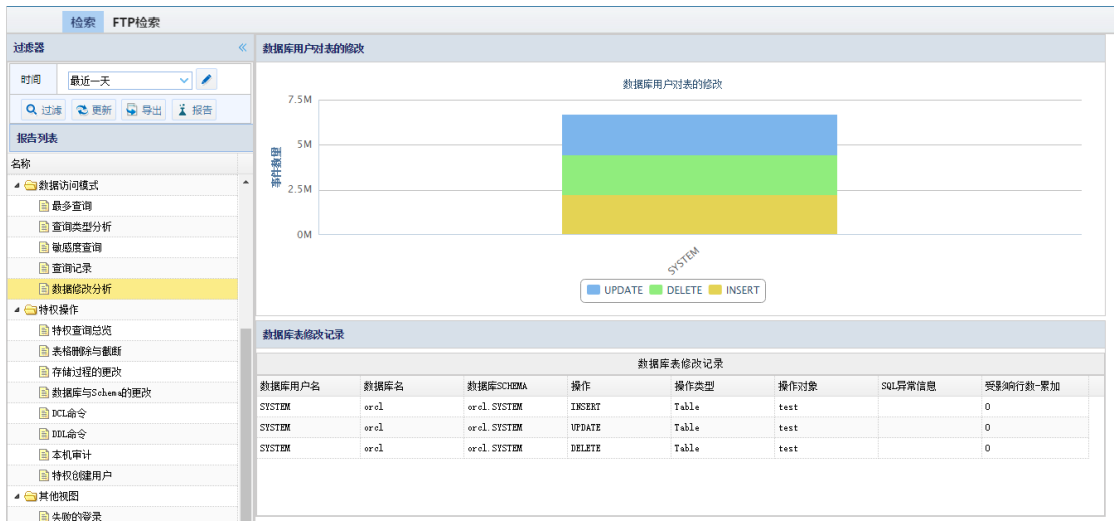 检索 FTP检索
过滤器
时间 最近一天
过滤 更新 导出 报告
报告列表
名称
数据访问模式
最多查询
查询类型分析
敏感度查询
查询记录
数据修改分析
特权操作
特权查询总览
表格删除与截断
存储过程的更改
数据库与Schema的更改
DCL命令
DDL命令
本机审计
特权创建用户
其他视图
失败的登录
数据库用户对表的修改
数据库用户对表的修改
7.5M
5M
2.5M
0M
事件数量
SYSTEM
UPDATE DELETE INSERT
数据库表修改记录
数据库表修改记录
数据库用户名 数据库名 数据库SCHEMA 操作 操作类型 操作对象 SQL异常信息 受影响行数-累加
SYSTEM orcl orcl.SYSTEM INSERT Table test 0
SYSTEM orcl orcl.SYSTEM UPDATE Table test 0
SYSTEM orcl orcl.SYSTEM DELETE Table test 0